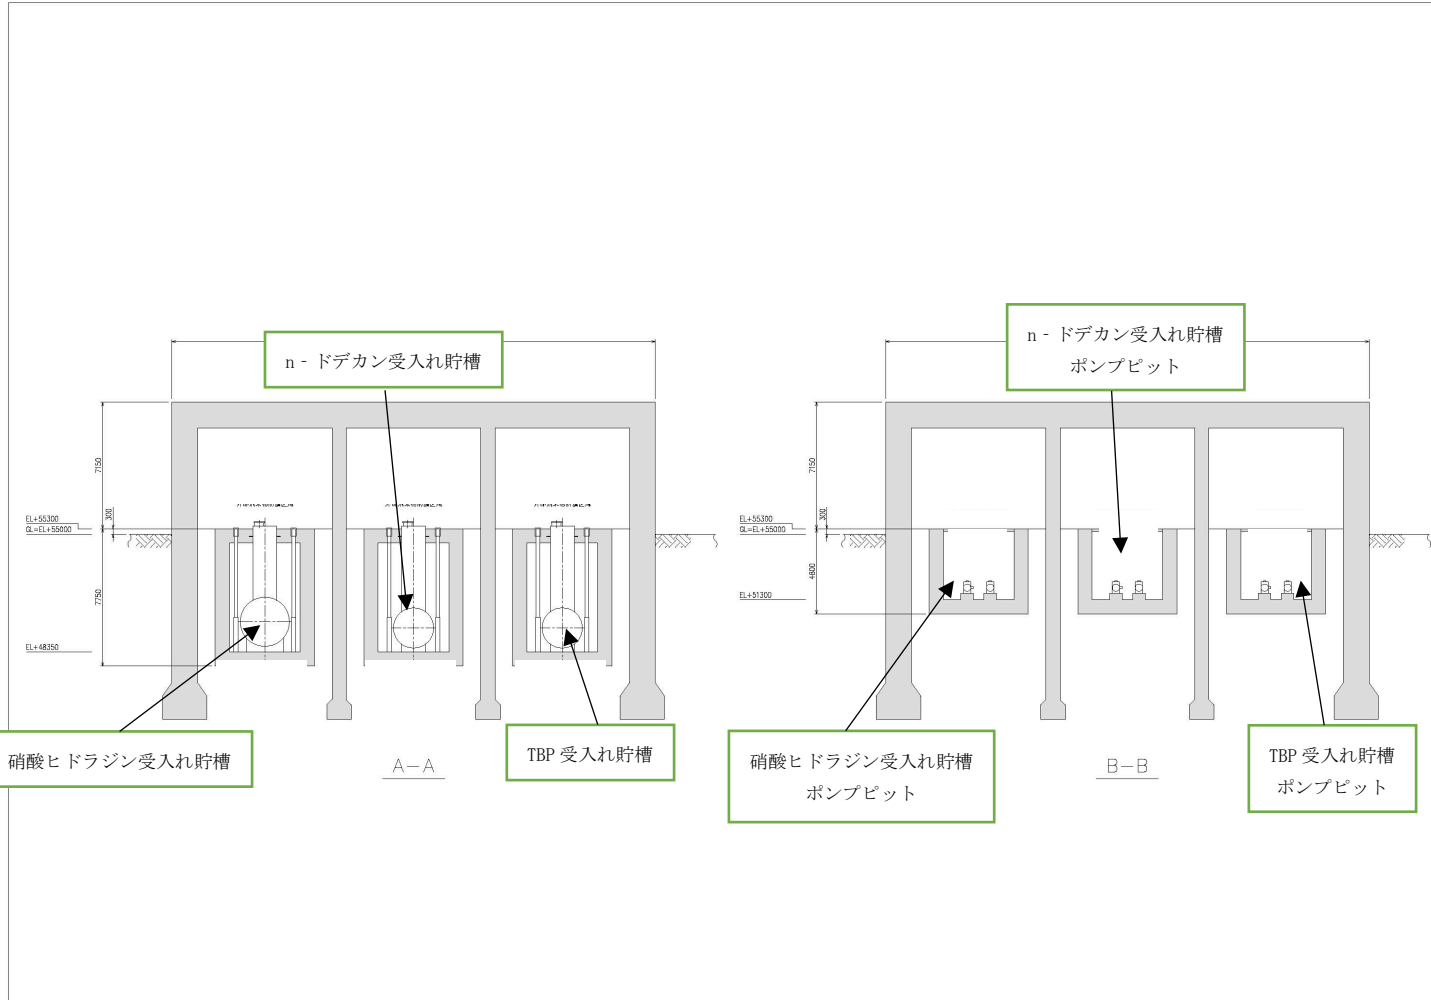 n‐ドデカン受入れ貯槽
7150
EL+55300
GL=EL+55000
300
7750
EL+48350
硝酸ヒドラジン受入れ貯槽
A-A
TBP 受入れ貯槽
n‐ドデカン受入れ貯槽
ポンプピット
7150
EL+55300
GL=EL+55000
300
4800
EL+51300
硝酸ヒドラジン受入れ貯槽
ポンプピット
B-B
TBP 受入れ貯槽
ポンプピット